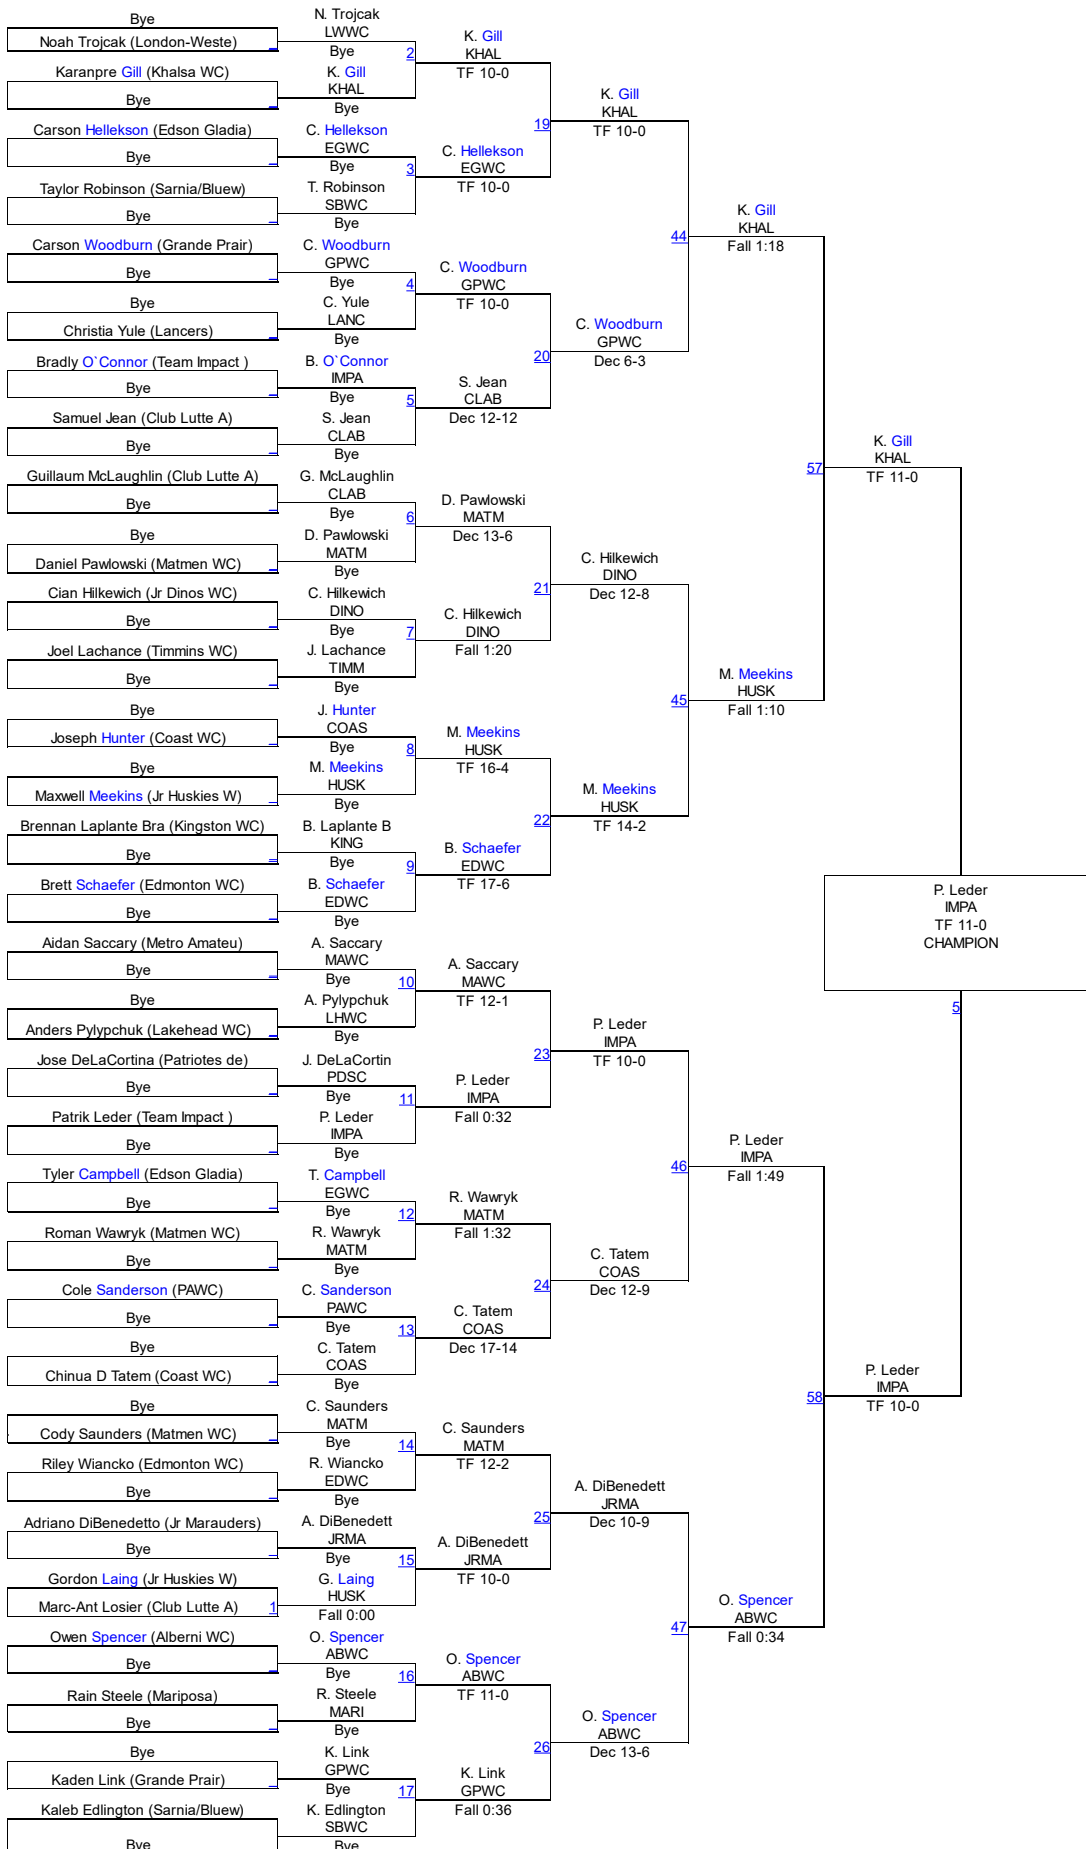 Bye
Noah Trojcak (London-Weste)
Karanpre Gill (Khalsa WC)
Bye
Carson Hellekson (Edson Gladia)
Bye
Taylor Robinson (Sarnia/Bluew)
Bye
Carson Woodburn (Grande Prair)
Bye
Bye
Christia Yule (Lancers)
Bradly O`Connor (Team Impact )
Bye
Samuel Jean (Club Lutte A)
Bye
Guillaum McLaughlin (Club Lutte A)
Bye
Bye
Daniel Pawlowski (Matmen WC)
Cian Hilkewich (Jr Dinos WC)
Bye
Joel Lachance (Timmins WC)
Bye
Bye
Joseph Hunter (Coast WC)
Bye
Maxwell Meekins (Jr Huskies W)
Brennan Laplante Bra (Kingston WC)
Bye
Brett Schaefer (Edmonton WC)
Bye
Aidan Saccary (Metro Amateu)
Bye
Bye
Anders Pylypchuk (Lakehead WC)
Jose DeLaCortina (Patriotes de)
Bye
Patrik Leder (Team Impact )
Bye
Tyler Campbell (Edson Gladia)
Bye
Roman Wawryk (Matmen WC)
Bye
Cole Sanderson (PAWC)
Bye
Bye
Chinua D Tatem (Coast WC)
Bye
Cody Saunders (Matmen WC)
Riley Wiancko (Edmonton WC)
Bye
Adriano DiBenedetto (Jr Marauders)
Bye
Gordon Laing (Jr Huskies W)
Marc-Ant Losier (Club Lutte A)
1
Owen Spencer (Alberni WC)
Bye
Rain Steele (Mariposa)
Bye
Bye
Kaden Link (Grande Prair)
Kaleb Edlington (Sarnia/Bluew)
Bye
N. Trojcak
LWWC
Bye
2
K. Gill
KHAL
Bye
C. Hellekson
EGWC
Bye
3
T. Robinson
SBWC
Bye
C. Woodburn
GPWC
Bye
4
C. Yule
LANC
Bye
B. O`Connor
IMPA
Bye
5
S. Jean
CLAB
Bye
G. McLaughlin
CLAB
Bye
6
D. Pawlowski
MATM
Bye
C. Hilkewich
DINO
Bye
7
J. Lachance
TIMM
Bye
J. Hunter
COAS
Bye
8
M. Meekins
HUSK
Bye
B. Laplante B
KING
Bye
9
B. Schaefer
EDWC
Bye
A. Saccary
MAWC
Bye
10
A. Pylypchuk
LHWC
Bye
J. DeLaCortin
PDSC
Bye
11
P. Leder
IMPA
Bye
T. Campbell
EGWC
Bye
12
R. Wawryk
MATM
Bye
C. Sanderson
PAWC
Bye
13
C. Tatem
COAS
Bye
C. Saunders
MATM
Bye
14
R. Wiancko
EDWC
Bye
A. DiBenedett
JRMA
Bye
15
G. Laing
HUSK
Fall 0:00
O. Spencer
ABWC
Bye
16
R. Steele
MARI
Bye
K. Link
GPWC
Bye
17
K. Edlington
SBWC
Bye
K. Gill
KHAL
TF 10-0
19
C. Hellekson
EGWC
TF 10-0
C. Woodburn
GPWC
TF 10-0
20
S. Jean
CLAB
Dec 12-12
D. Pawlowski
MATM
Dec 13-6
21
C. Hilkewich
DINO
Fall 1:20
M. Meekins
HUSK
TF 16-4
22
B. Schaefer
EDWC
TF 17-6
A. Saccary
MAWC
TF 12-1
23
P. Leder
IMPA
Fall 0:32
R. Wawryk
MATM
Fall 1:32
24
C. Tatem
COAS
Dec 17-14
C. Saunders
MATM
TF 12-2
25
A. DiBenedett
JRMA
TF 10-0
O. Spencer
ABWC
TF 11-0
26
K. Link
GPWC
Fall 0:36
K. Gill
KHAL
TF 10-0
44
C. Woodburn
GPWC
Dec 6-3
C. Hilkewich
DINO
Dec 12-8
45
M. Meekins
HUSK
TF 14-2
P. Leder
IMPA
TF 10-0
46
C. Tatem
COAS
Dec 12-9
A. DiBenedett
JRMA
Dec 10-9
47
O. Spencer
ABWC
Dec 13-6
K. Gill
KHAL
Fall 1:18
57
M. Meekins
HUSK
Fall 1:10
P. Leder
IMPA
Fall 1:49
58
O. Spencer
ABWC
Fall 0:34
K. Gill
KHAL
TF 11-0
P. Leder
IMPA
TF 10-0
P. Leder
IMPA
TF 11-0
CHAMPION
5